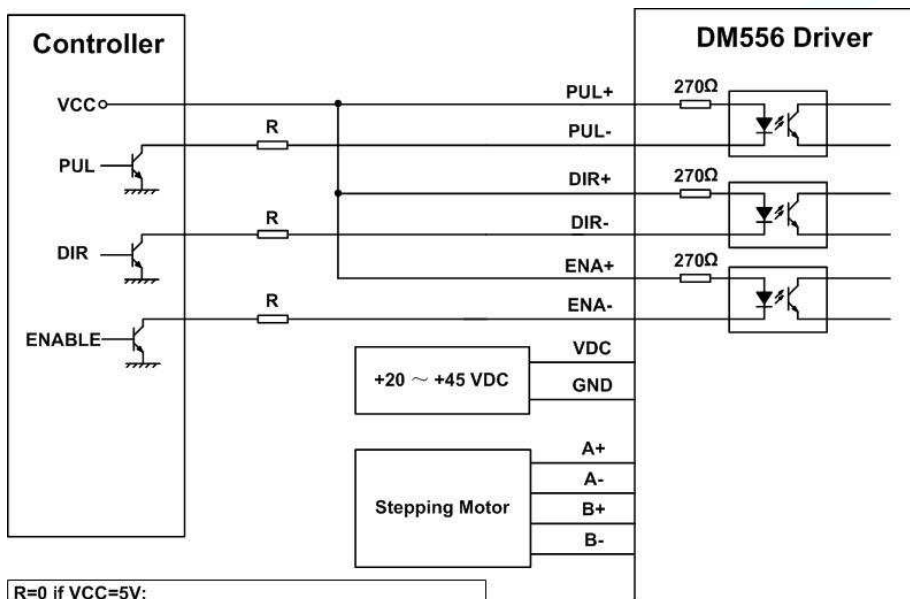 Controller
DM556 Driver
VCC
PUL+
270Ω
R
PUL-
PUL
DIR+
270Ω
R
DIR-
DIR
ENA+
270Ω
R
ENA-
ENABLE
VDC
+20 ~ +45 VDC
GND
A+
A-
Stepping Motor
B+
B-
R=0 if VCC=5V;